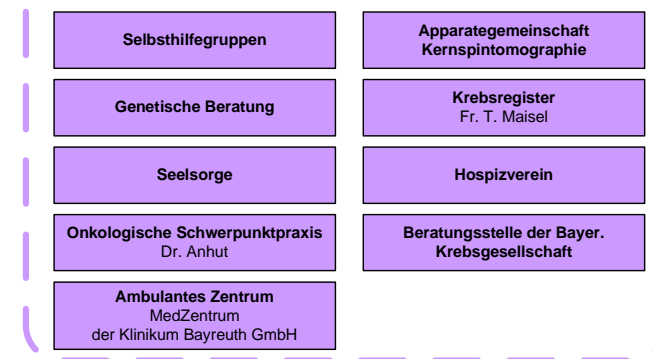 Selbsthilfegruppen
Apparategemeinschaft
Kernspintomographie
Genetische Beratung
Krebsregister
Fr. T. Maisel
Seelsorge
Hospizverein
Onkologische Schwerpunktpraxis
Dr. Anhut
Beratungsstelle der Bayer.
Krebsgesellschaft
Ambulantes Zentrum
MedZentrum
der Klinikum Bayreuth GmbH